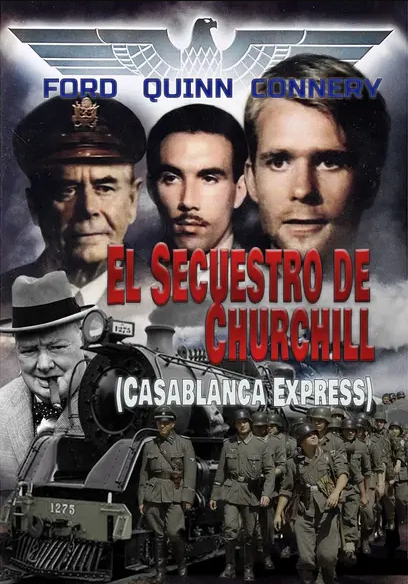 FORD QUINN CONNERY
EL SECUESTRO DE
CHURCHILL
(CASABLANCA EXPRESS)
1275
1275